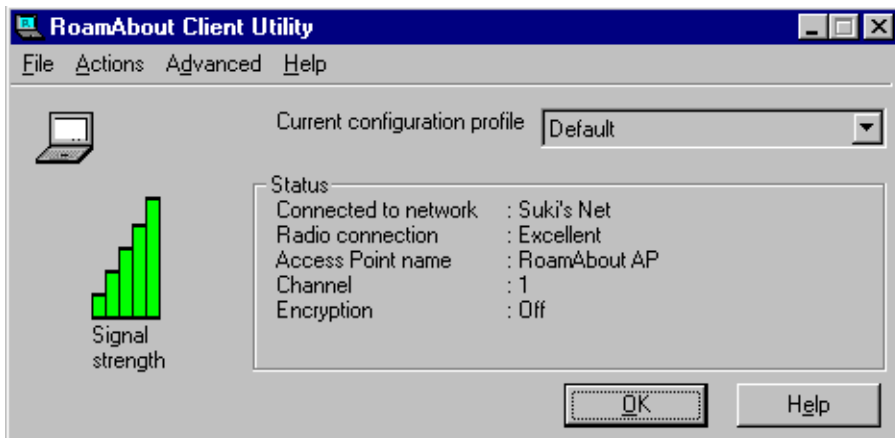 RoamAbout Client Utility
File Actions Advanced Help
Current configuration profile Default
Status
Connected to network : Suki's Net
Radio connection : Excellent
Access Point name : RoamAbout AP
Channel : 1
Encryption : Off
Signal
strength
OK Help